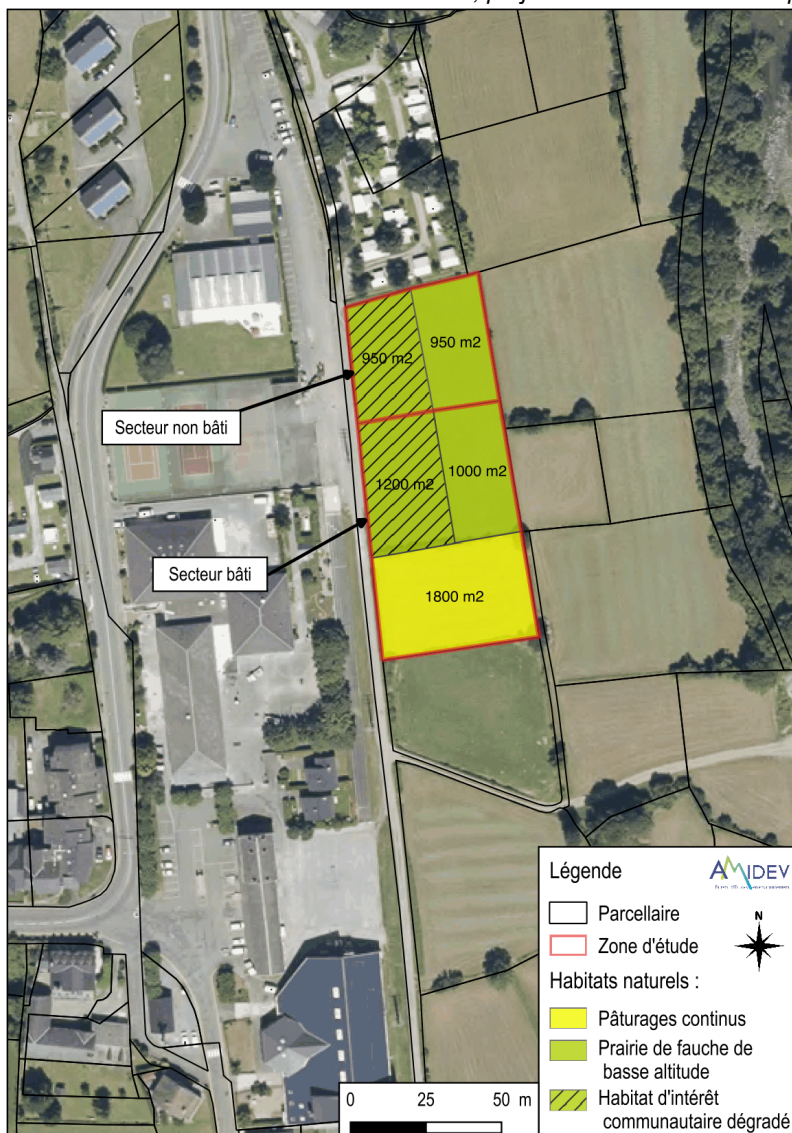 950 m2
950 m2
Secteur non bâti
1200 m2
1000 m2
Secteur bâti
1800 m2
Légende
AMIDEV
N
Parcellaire
Zone d'étude
Habitats naturels :
Pâturages continus
Prairie de fauche de
basse altitude
Habitat d'intérêt
communautaire dégradé
0 25 50 m